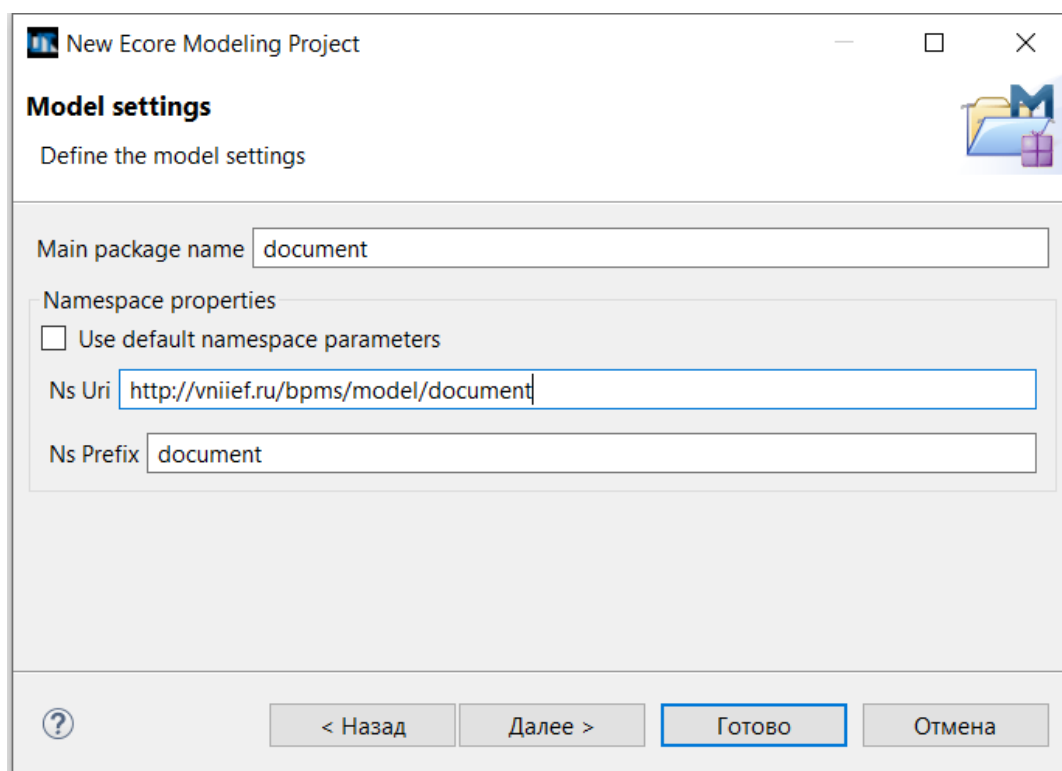 New Ecore Modeling Project
Model settings
Define the model settings
Main package name document
Namespace properties
Use default namespace parameters
Ns Uri http://vniief.ru/bpms/model/document
Ns Prefix document
? < Назад Далее > Готово Отмена